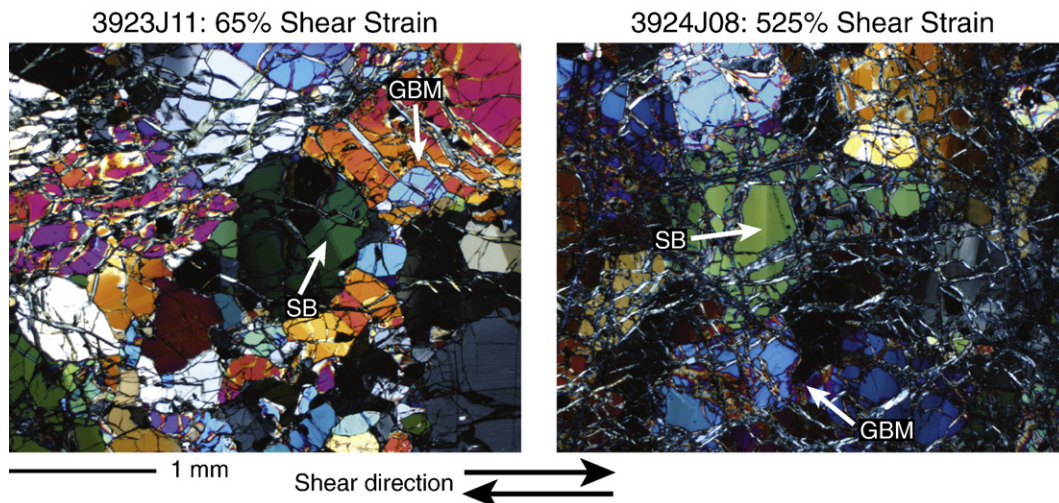 3923J11: 65% Shear Strain
3924J08: 525% Shear Strain
GBM
SB
SB
GBM
1 mm
Shear direction